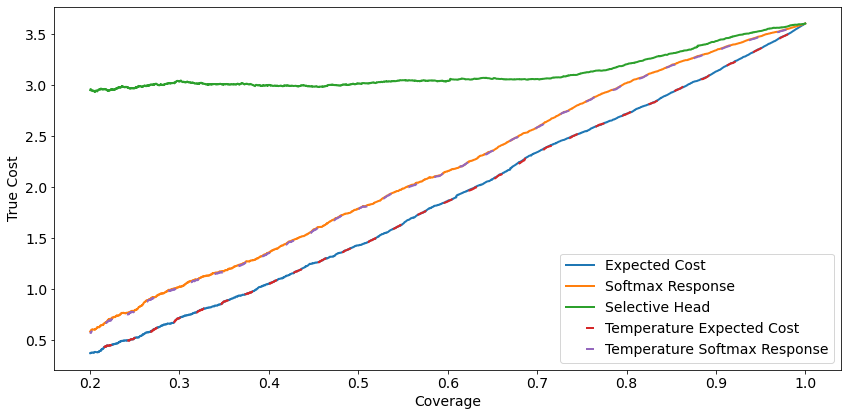 3.5
3.0
2.5
2.0
1.5
1.0
0.5
True Cost
0.2 0.3 0.4 0.5 0.6 0.7 0.8 0.9 1.0
Coverage
Expected Cost
Softmax Response
Selective Head
Temperature Expected Cost
Temperature Softmax Response